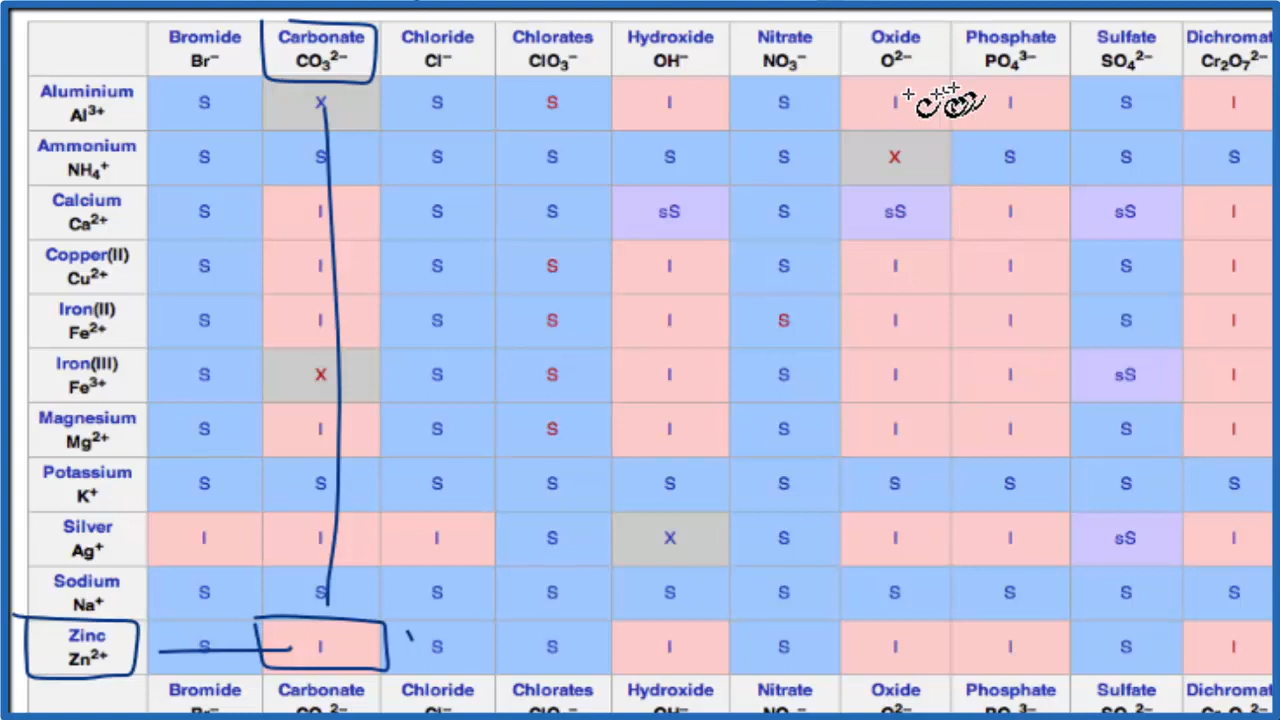 Bromide Carbonate Chloride Chlorates Hydroxide Nitrate Oxide Phosphate Sulfate Dichromat
Br⁻ CO₃²⁻ Cl⁻ ClO₃⁻ OH⁻ NO₃⁻ O²⁻ PO₄³⁻ SO₄²⁻ Cr₂O₇²⁻
Aluminium
Al³⁺
S X S S I S I I S I
Ammonium
NH₄⁺
S S S S S S X S S S
Calcium
Ca²⁺
S I S S sS S sS I sS I
Copper(II)
Cu²⁺
S I S S I S I I S I
Iron(II)
Fe²⁺
S I S S I S I I S I
Iron(III)
Fe³⁺
S X S S I S I I sS I
Magnesium
Mg²⁺
S I S S I S I I S I
Potassium
K⁺
S S S S S S S S S S
Silver
Ag⁺
I I I S X S I I sS I
Sodium
Na⁺
S S S S S S S S S S
Zinc
Zn²⁺
S I S S I S I I S I
Bromide Carbonate Chloride Chlorates Hydroxide Nitrate Oxide Phosphate Sulfate Dichromat